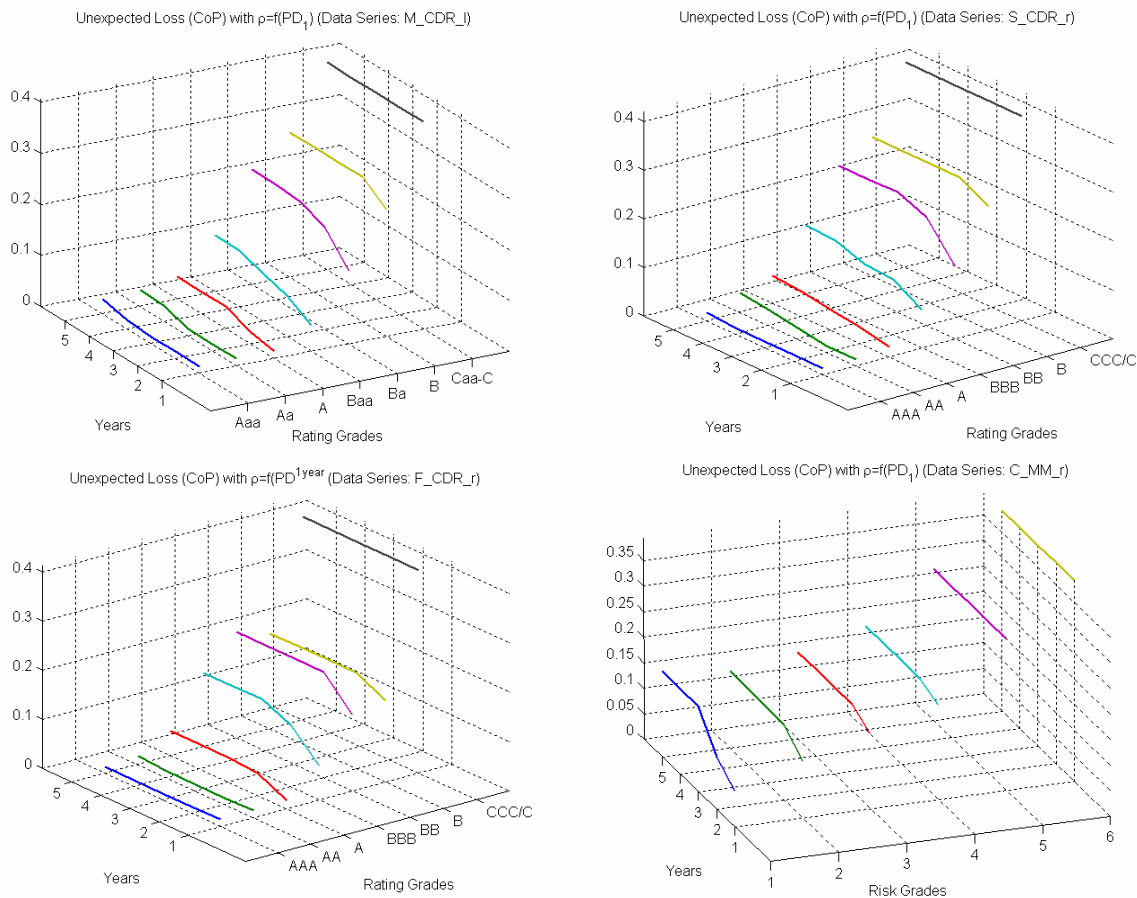 Unexpected Loss (CoP) with ρ=f(PD1) (Data Series: M_CDR_l)
0.4
0.3
0.2
0.1
0
5
4
3
2
1
Years
Aaa
Aa
A
Baa
Ba
B
Caa-C
Rating Grades
Unexpected Loss (CoP) with ρ=f(PD1) (Data Series: S_CDR_r)
0.4
0.3
0.2
0.1
0
5
4
3
2
1
Years
AAA
AA
A
BBB
BB
B
CCC/C
Rating Grades
Unexpected Loss (CoP) with ρ=f(PD1year (Data Series: F_CDR_r)
0.4
0.3
0.2
0.1
0
5
4
3
2
1
Years
AAA
AA
A
BBB
BB
B
CCC/C
Rating Grades
Unexpected Loss (CoP) with ρ=f(PD1) (Data Series: C_MM_r)
0.35
0.3
0.25
0.2
0.15
0.1
0.05
0
5
4
3
2
1
Years
1
2
3
4
5
6
Risk Grades